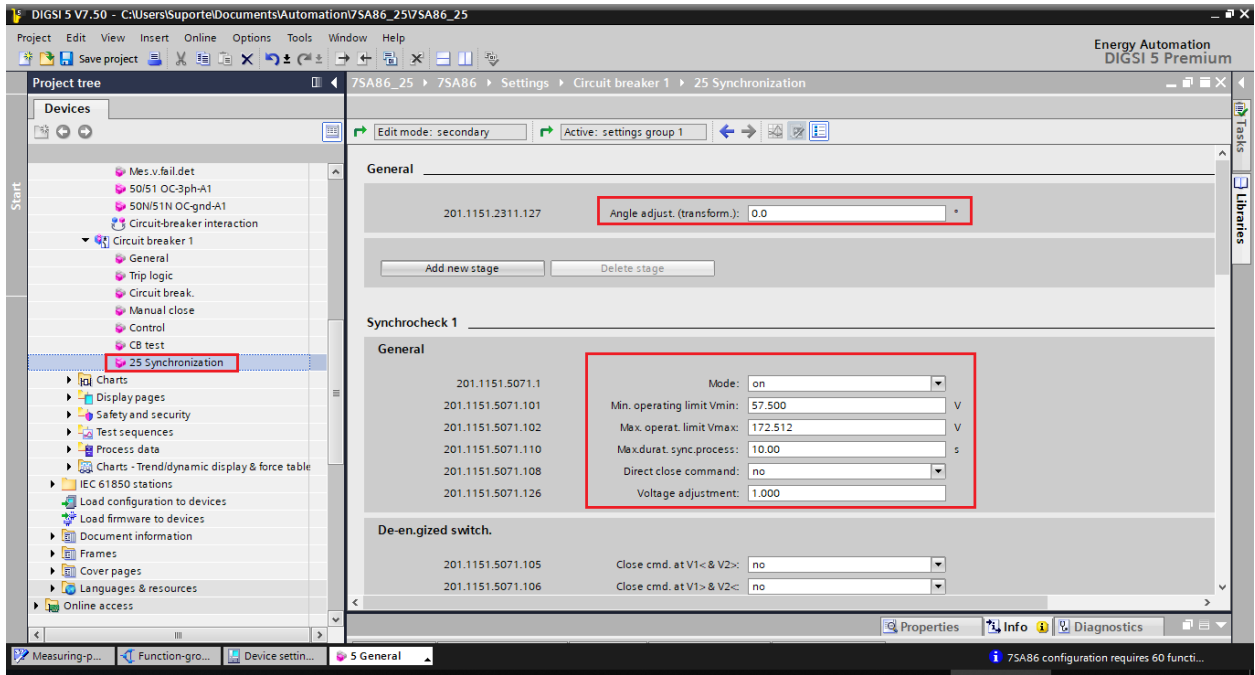 DIGSI 5 V7.50 - C:\Users\Suporte\Documents\Automation\7SA86_25\7SA86_25
Project Edit View Insert Online Options Tools Window Help
Energy Automation
DIGSI 5 Premium
Save project
Project tree
7SA86_25 7SA86 Settings Circuit breaker 1 25 Synchronization
Devices
Edit mode: secondary
Active: settings group 1
Start
Tasks
Libraries
Mes.v.fail.det
50/51 OC-3ph-A1
50N/51N OC-gnd-A1
Circuit-breaker interaction
Circuit breaker 1
General
Trip logic
Circuit break.
Manual close
Control
CB test
25 Synchronization
Charts
Display pages
Safety and security
Test sequences
Process data
Charts - Trend/dynamic display & force table
IEC 61850 stations
Load configuration to devices
Load firmware to devices
Document information
Frames
Cover pages
Languages & resources
Online access
General
201.1151.2311.127 Angle adjust. (transform.): 0.0 °
Add new stage Delete stage
Synchrocheck 1
General
201.1151.5071.1 Mode: on
201.1151.5071.101 Min. operating limit Vmin: 57.500 V
201.1151.5071.102 Max. operat. limit Vmax: 172.512 V
201.1151.5071.110 Max.durat. sync.process: 10.00 s
201.1151.5071.108 Direct close command: no
201.1151.5071.126 Voltage adjustment: 1.000
De-en.gized switch.
201.1151.5071.105 Close cmd. at V1< & V2>: no
201.1151.5071.106 Close cmd. at V1> & V2<: no
Properties Info Diagnostics
Measuring-p... Function-gro... Device settin... 5 General
7SA86 configuration requires 60 functi...